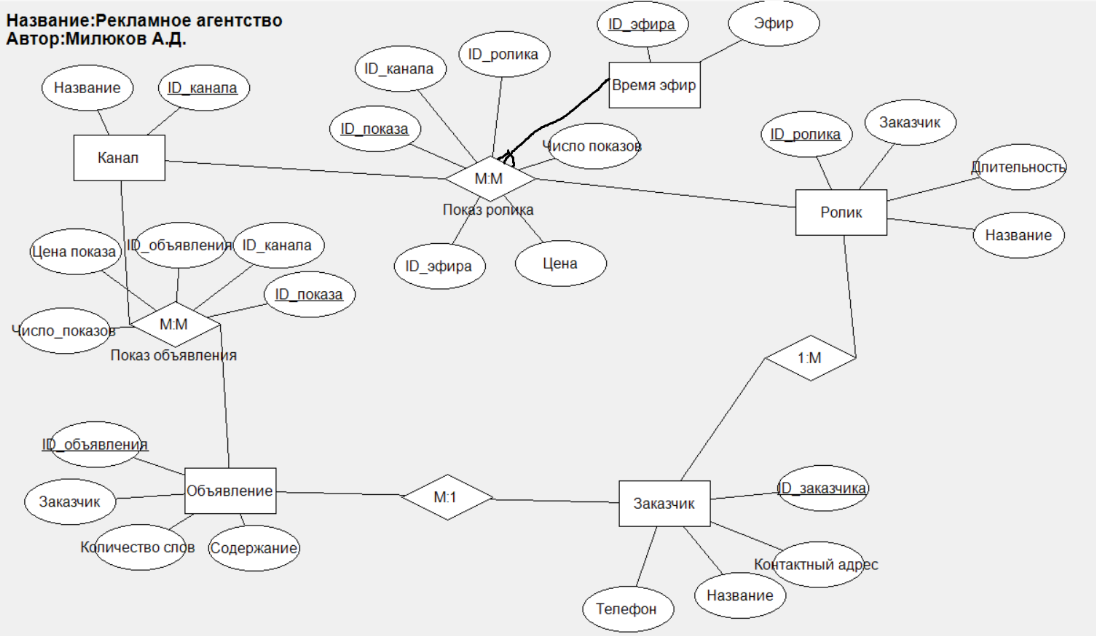 Название:Рекламное агентство
Автор:Милюков А.Д.
ID_эфира
Эфир
Время эфир
ID_канала
ID_ролика
ID_показа
Число показов
М:М
Показ ролика
ID_эфира
Цена
Название
ID_канала
Канал
ID_ролика
Заказчик
Длительность
Название
Ролик
Цена показа
ID_объявления
ID_канала
ID_показа
Число_показов
М:М
Показ объявления
1:М
ID_объявления
Заказчик
Объявление
Количество слов
Содержание
М:1
Заказчик
ID_заказчика
Контактный адрес
Название
Телефон